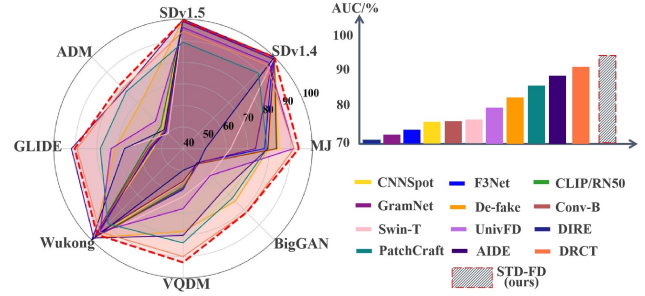 SDv1.5
SDv1.4
MJ
BigGAN
VQDM
Wukong
GLIDE
ADM
40
50
60
70
80
90
100
AUC/%
100
90
80
70
CNNSpot
F3Net
CLIP/RN50
GramNet
De-fake
Conv-B
Swin-T
UnivFD
DIRE
PatchCraft
AIDE
DRCT
STD-FD
(ours)